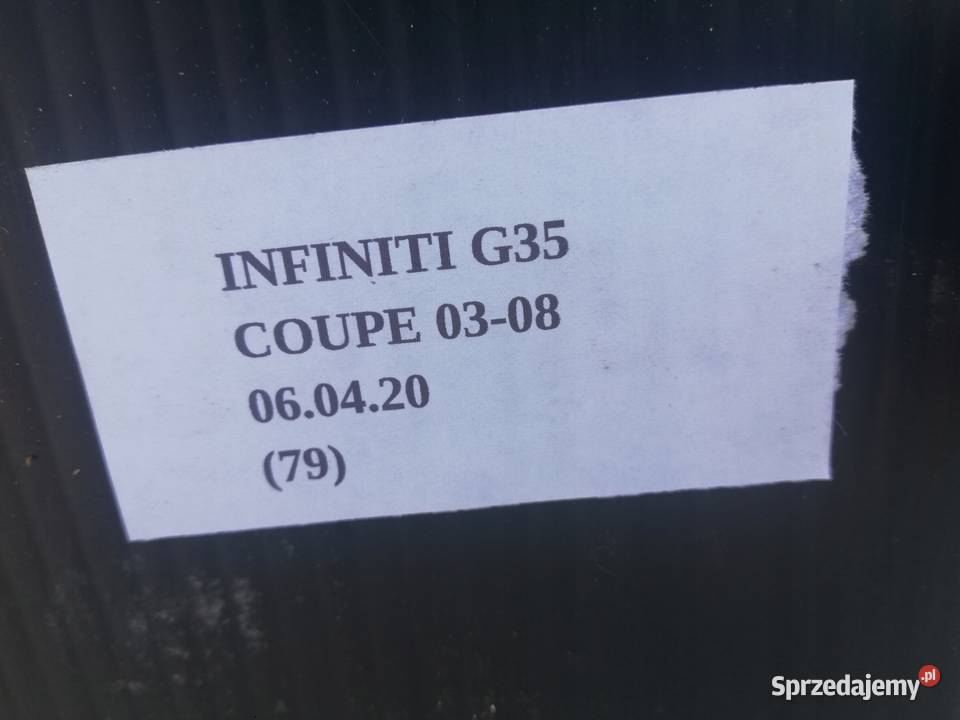 INFINITI G35
COUPE 03-08
06.04.20
(79)
Sprzedajemy.pl